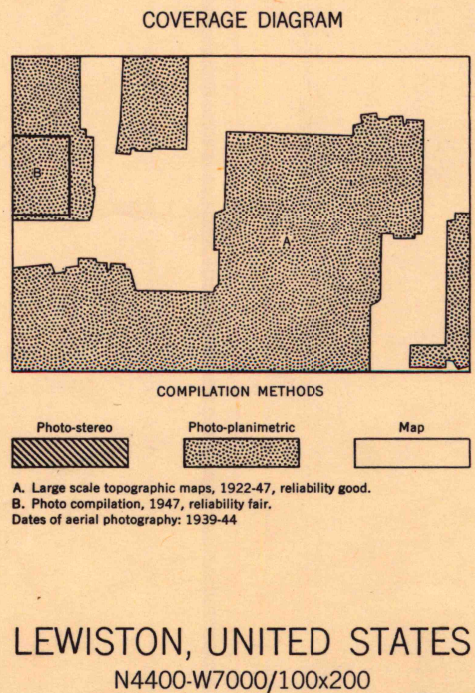 COVERAGE DIAGRAM
B
A
COMPILATION METHODS
Photo-stereo
Photo-planimetric
Map
A. Large scale topographic maps, 1922-47, reliability good.
B. Photo compilation, 1947, reliability fair.
Dates of aerial photography: 1939-44
LEWISTON, UNITED STATES
N4400-W7000/100x200